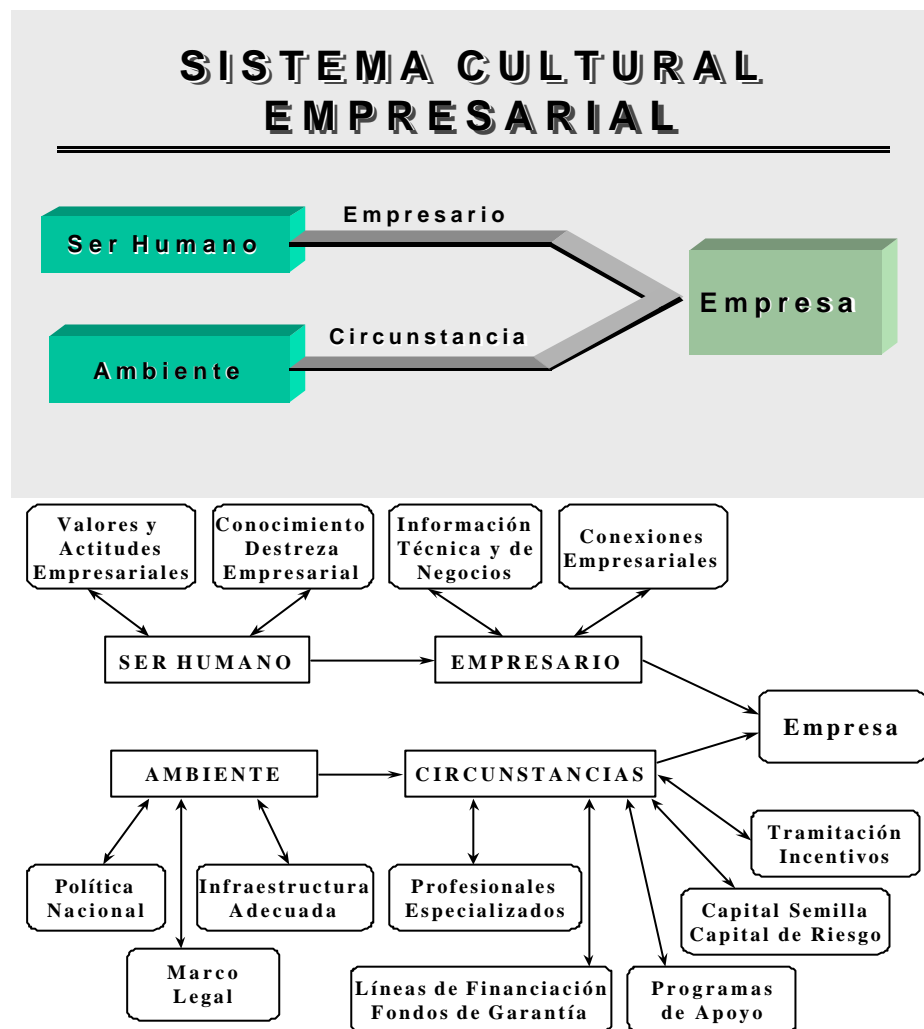 SISTEMA CULTURAL
EMPRESARIAL
Empresario
Ser Humano
Empresa
Circunstancia
Ambiente
Valores y
Actitudes
Empresariales
Conocimiento
Destreza
Empresarial
Información
Técnica y de
Negocios
Conexiones
Empresariales
SER HUMANO
EMPRESARIO
Empresa
AMBIENTE
CIRCUNSTANCIAS
Tramitación
Incentivos
Política
Nacional
Infraestructura
Adecuada
Profesionales
Especializados
Capital Semilla
Capital de Riesgo
Marco
Legal
Líneas de Financiación
Fondos de Garantía
Programas
de Apoyo